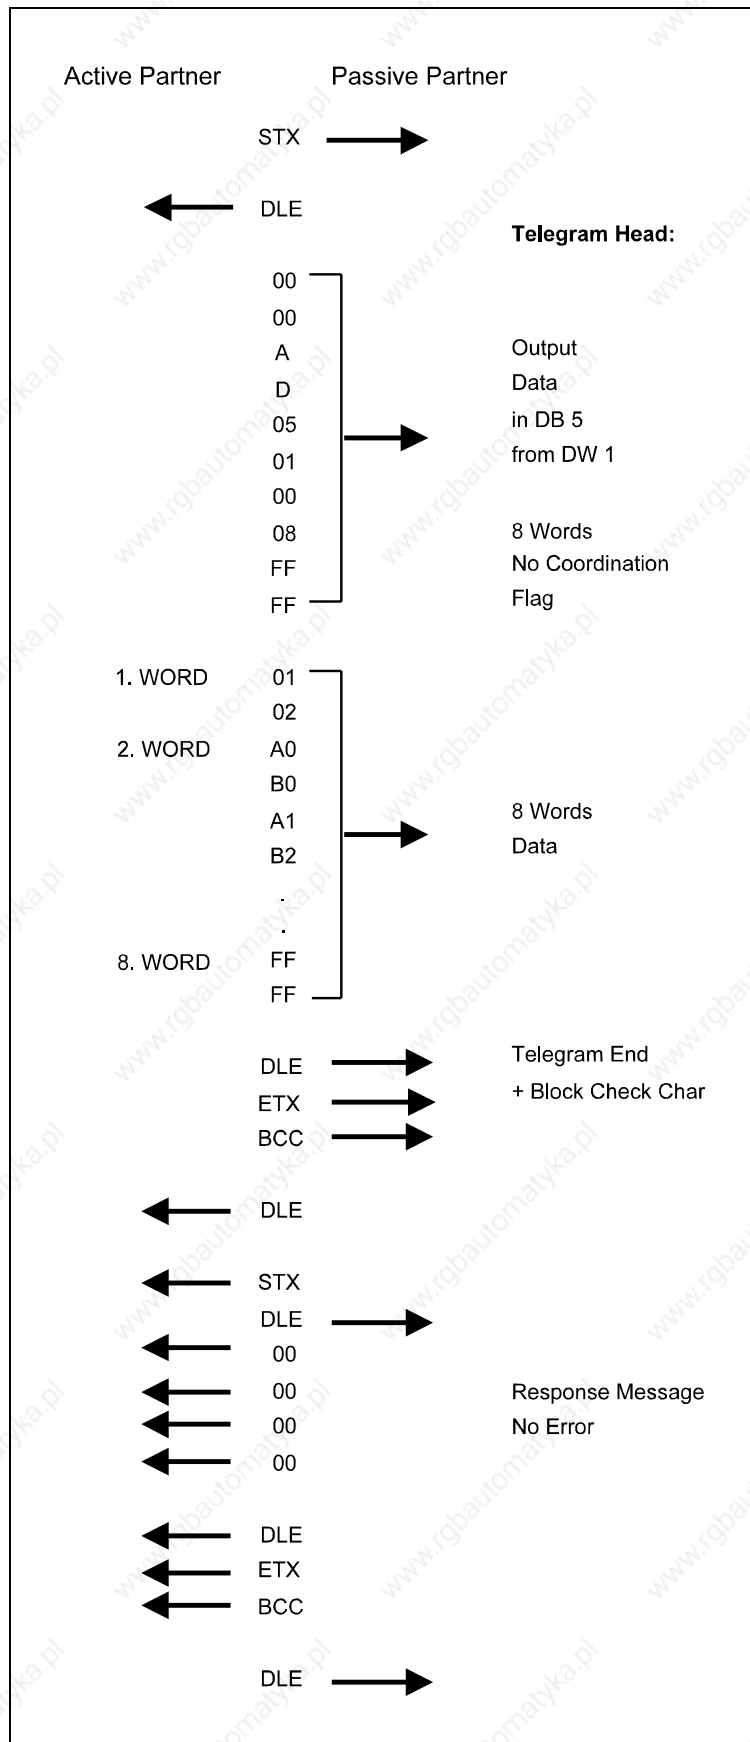 Active Partner Passive Partner
STX
DLE
Telegram Head:
00
00
A Output
D Data
05 in DB 5
01 from DW 1
00
08 8 Words
FF No Coordination
FF Flag
1. WORD 01
02
2. WORD A0
B0
A1 8 Words
B2 Data
.
.
8. WORD FF
FF
DLE Telegram End
ETX + Block Check Char
BCC
DLE
STX
DLE
00
00 Response Message
00 No Error
00
DLE
ETX
BCC
DLE
www.rgbautomatyka.pl